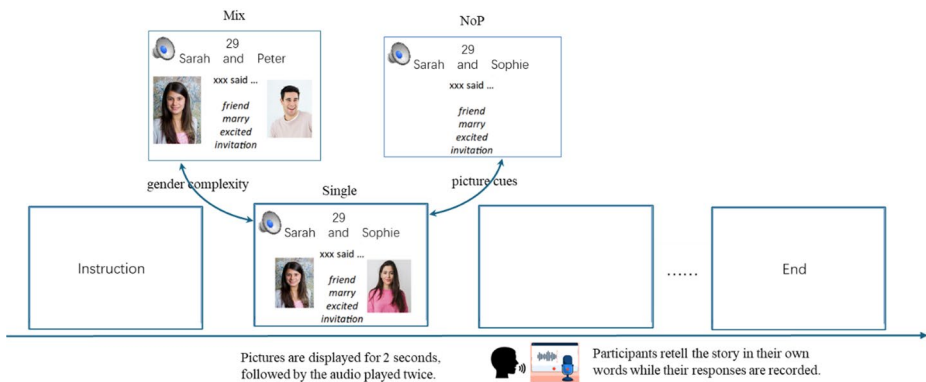 Mix
29
Sarah and Peter
xxx said ...
friend
marry
excited
invitation
NoP
29
Sarah and Sophie
xxx said ...
friend
marry
excited
invitation
gender complexity
picture cues
Single
29
Sarah and Sophie
xxx said ...
friend
marry
excited
invitation
Instruction
......
End
Pictures are displayed for 2 seconds,
followed by the audio played twice.
Participants retell the story in their own
words while their responses are recorded.